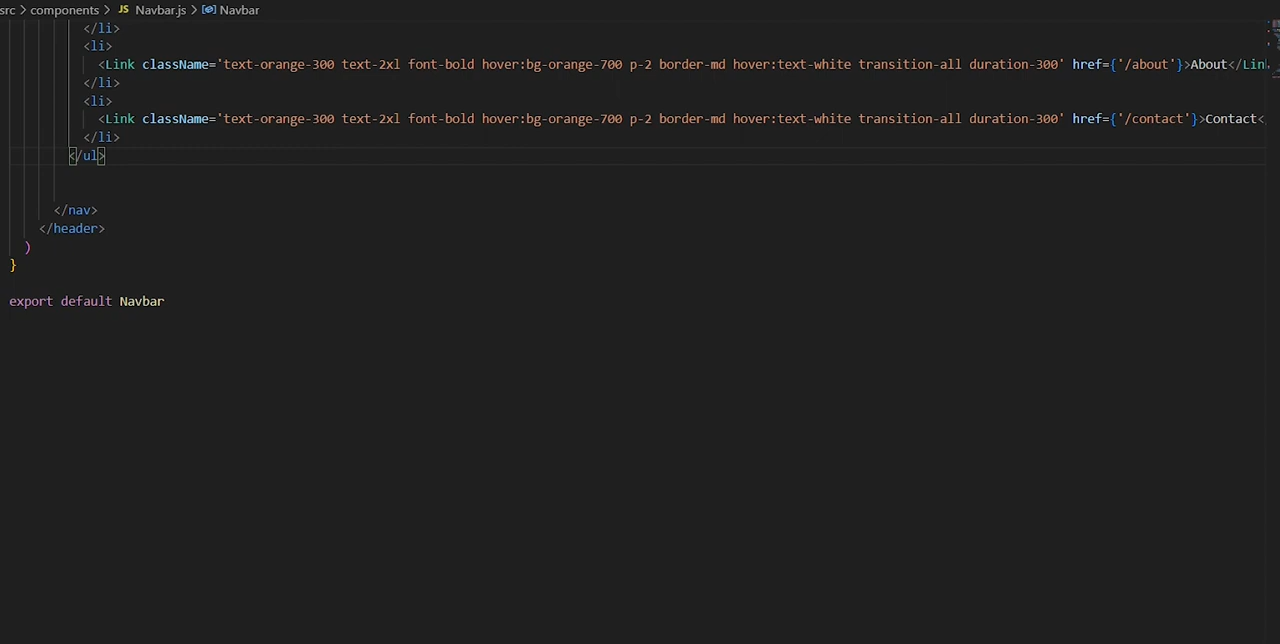 src > components > JS Navbar.js > Navbar
</li>
<li>
<Link className='text-orange-300 text-2xl font-bold hover:bg-orange-700 p-2 border-md hover:text-white transition-all duration-300' href={'/about'}>About</Link
</li>
<li>
<Link className='text-orange-300 text-2xl font-bold hover:bg-orange-700 p-2 border-md hover:text-white transition-all duration-300' href={'/contact'}>Contact<
</li>
</ul>
</nav>
</header>
)
}
export default Navbar